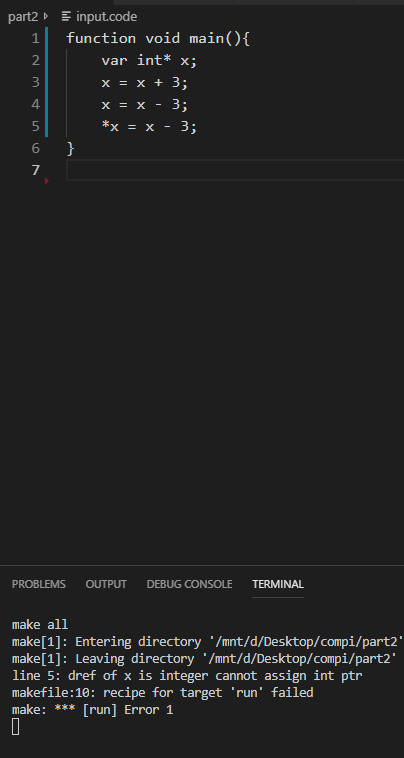 part2 input.code
1 function void main(){
2 var int* x;
3 x = x + 3;
4 x = x - 3;
5 *x = x - 3;
6 }
7
PROBLEMS OUTPUT DEBUG CONSOLE TERMINAL
make all
make[1]: Entering directory '/mnt/d/Desktop/compi/part2'
make[1]: Leaving directory '/mnt/d/Desktop/compi/part2'
line 5: dref of x is integer cannot assign int ptr
makefile:10: recipe for target 'run' failed
make: *** [run] Error 1